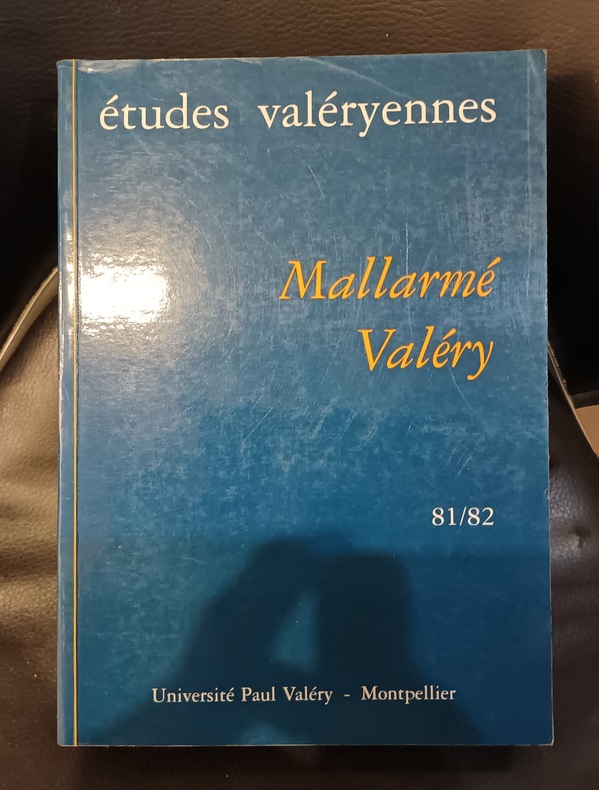 études valéryennes
Mallarmé
Valéry
81/82
Université Paul Valéry - Montpellier